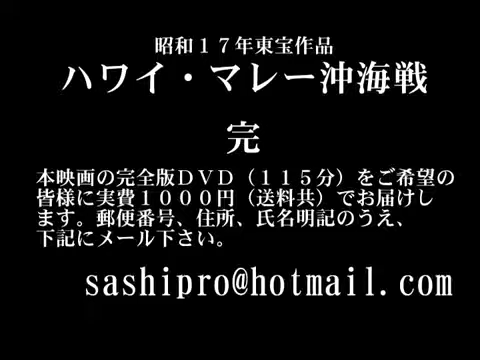 昭和１７年東宝作品
ハワイ・マレー沖海戦
完
本映画の完全版ＤＶＤ（１１５分）をご希望の
皆様に実費１０００円（送料共）でお届けし
ます。郵便番号、住所、氏名明記のうえ、
下記にメール下さい。
sashipro@hotmail.com